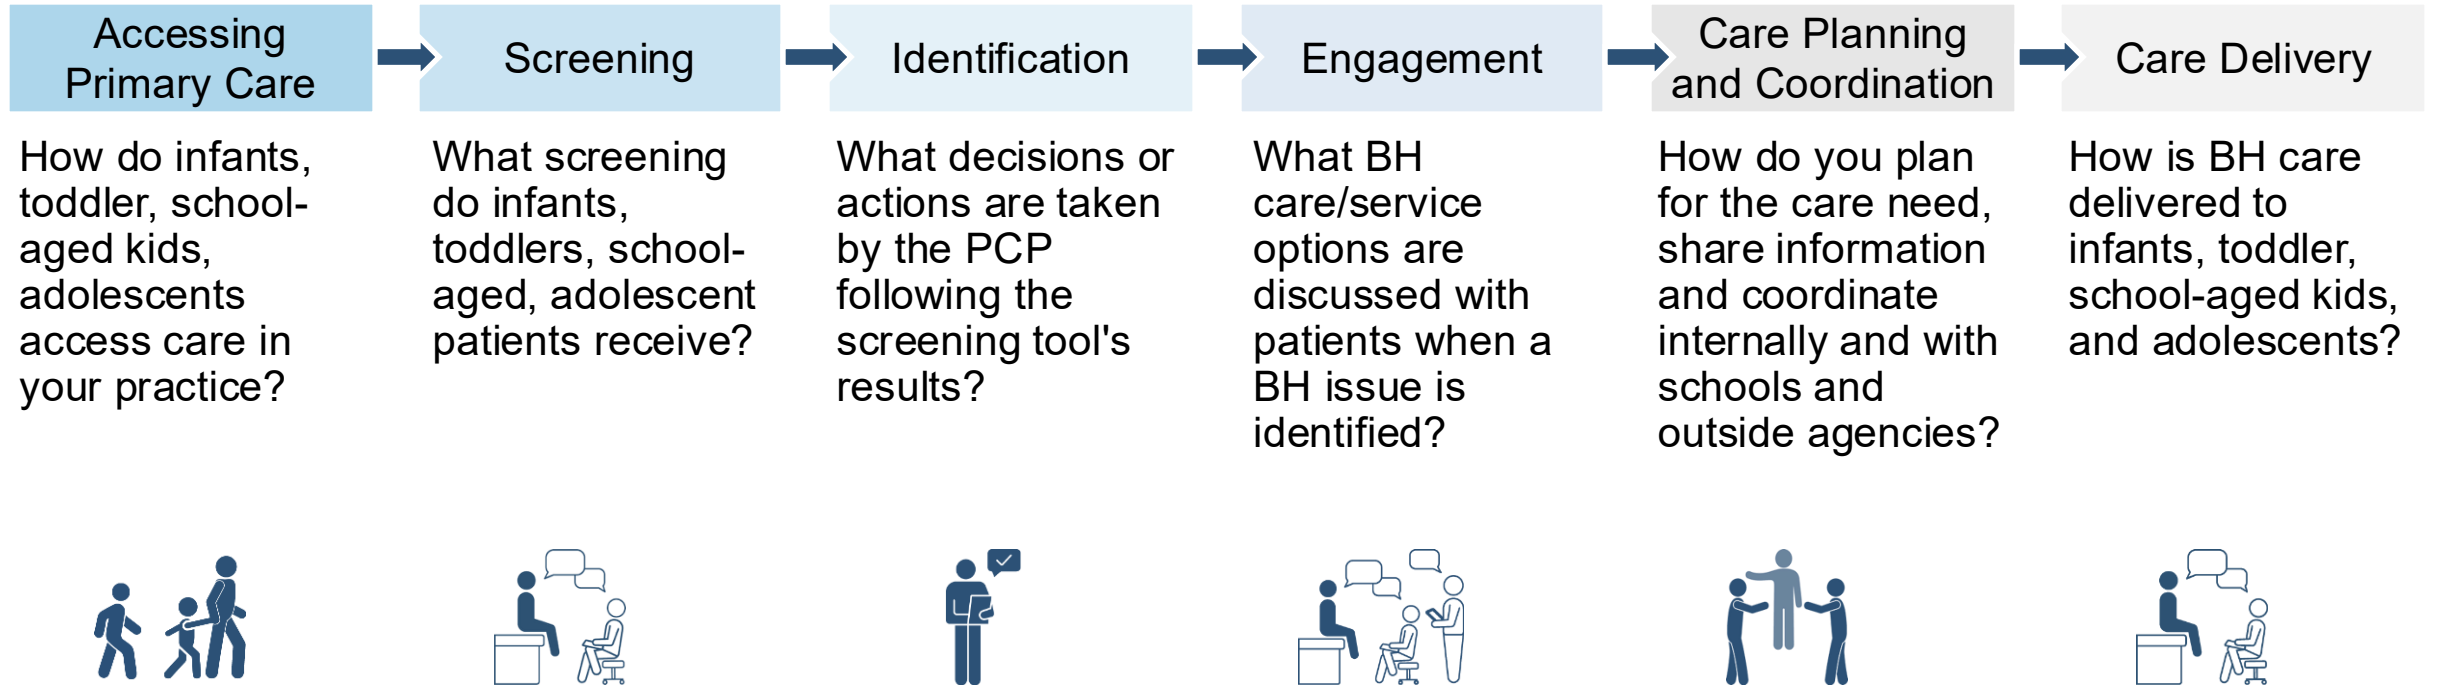 Accessing
Primary Care
Screening
Identification
Engagement
Care Planning
and Coordination
Care Delivery
How do infants,
toddler, school-
aged kids,
adolescents
access care in
your practice?
What screening
do infants,
toddlers, school-
aged, adolescent
patients receive?
What decisions or
actions are taken
by the PCP
following the
screening tool's
results?
What BH
care/service
options are
discussed with
patients when a
BH issue is
identified?
How do you plan
for the care need,
share information
and coordinate
internally and with
schools and
outside agencies?
How is BH care
delivered to
infants, toddler,
school-aged kids,
and adolescents?